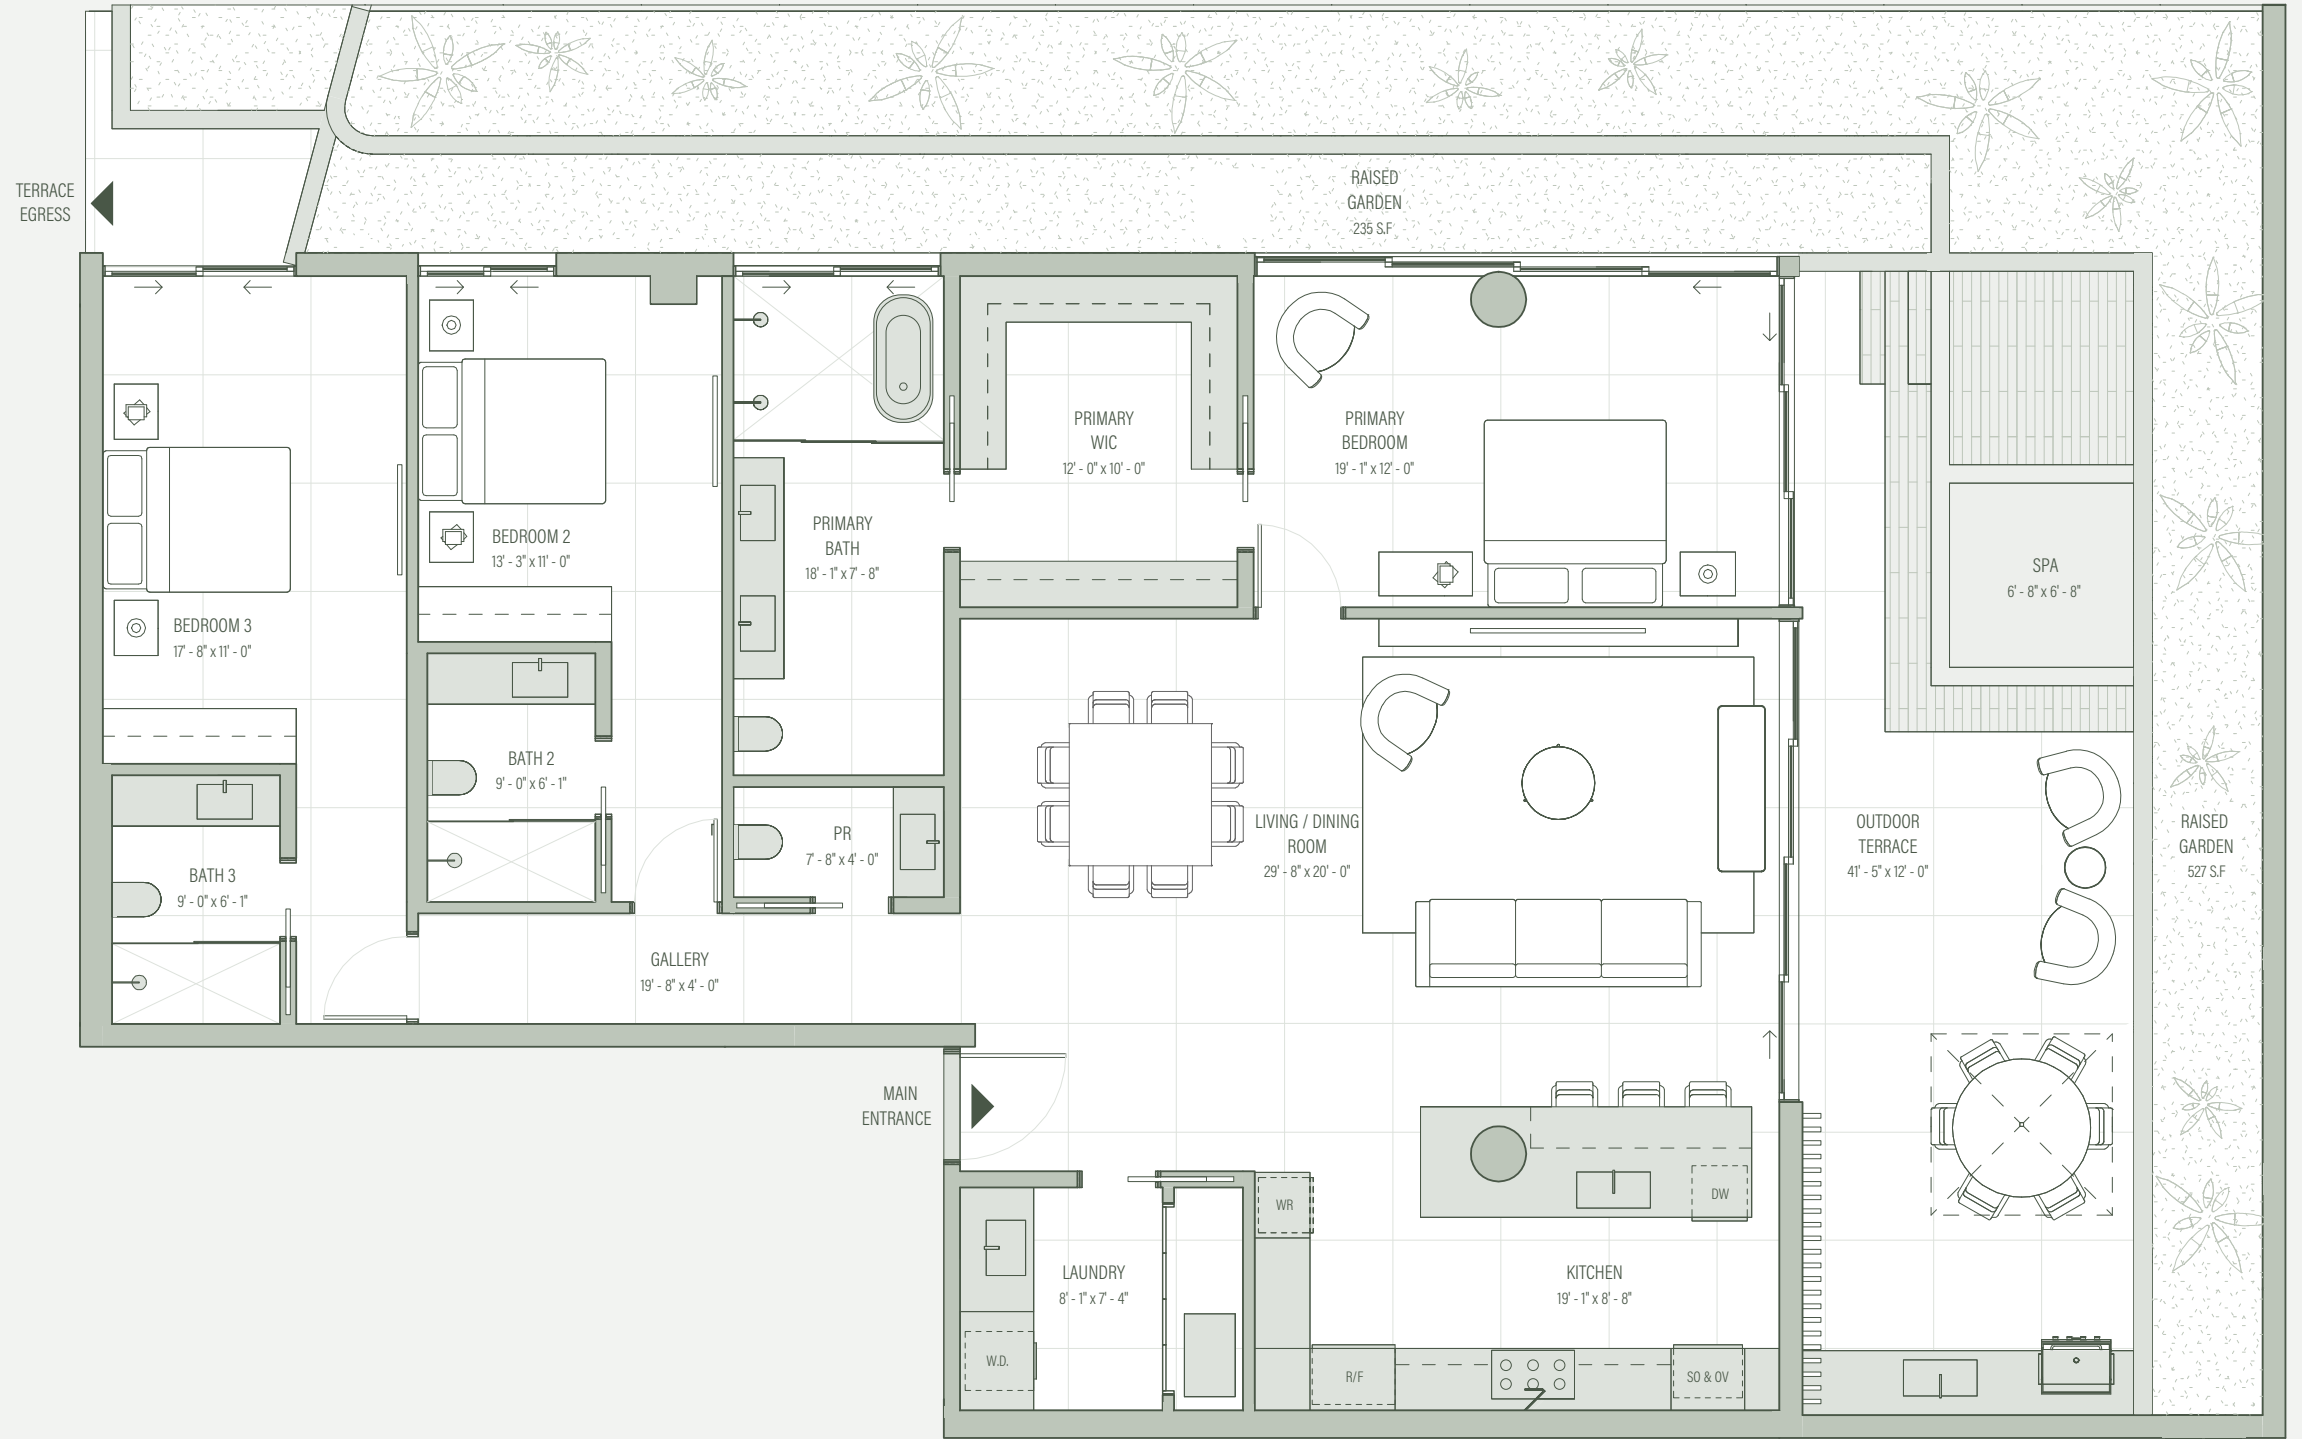 RAISED
GARDEN
235 S.F
TERRACE
EGRESS
PRIMARY
WIC
12' - 0" x 10' - 0"
PRIMARY
BEDROOM
19' - 1" x 12' - 0"
BEDROOM 2
13' - 3" x 11' - 0"
PRIMARY
BATH
18' - 1" x 7' - 8"
SPA
6' - 8" x 6' - 8"
BEDROOM 3
17' - 8" x 11' - 0"
BATH 2
9' - 0" x 6' - 1"
PR
7' - 8" x 4' - 0"
LIVING / DINING
ROOM
29' - 8" x 20' - 0"
OUTDOOR
TERRACE
41' - 5" x 12' - 0"
RAISED
GARDEN
527 S.F
BATH 3
9' - 0" x 6' - 1"
GALLERY
19' - 8" x 4' - 0"
MAIN
ENTRANCE
WR
DW
LAUNDRY
8' - 1" x 7' - 4"
KITCHEN
19' - 1" x 8' - 8"
W.D.
R/F
SO & OV